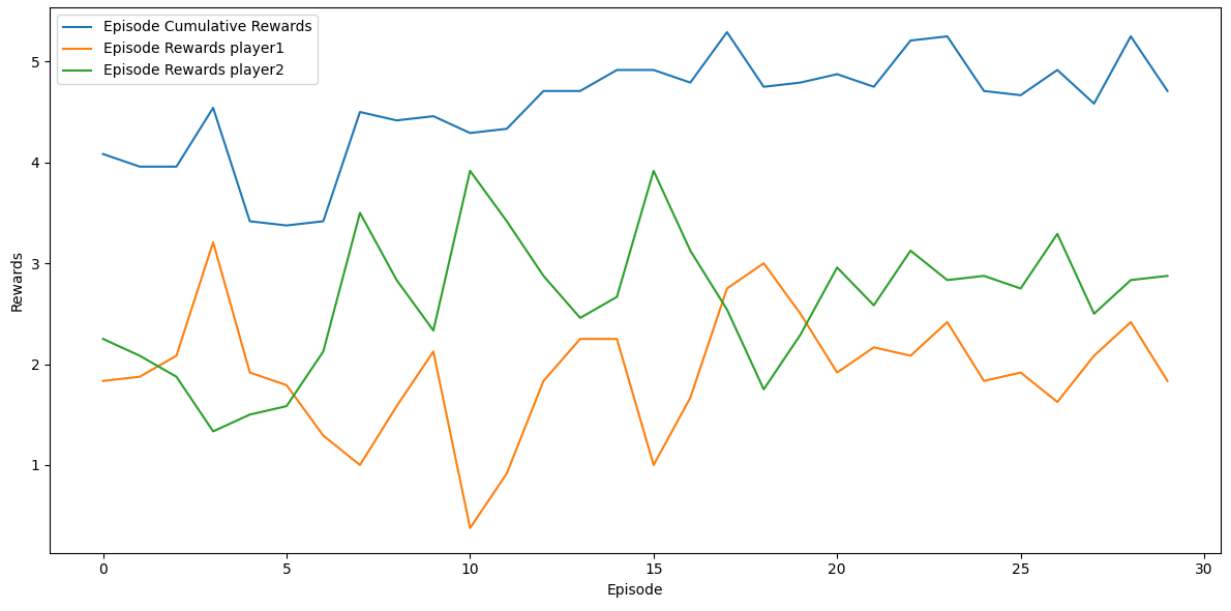 Episode Cumulative Rewards
Episode Rewards player1
Episode Rewards player2
5
4
3
2
1
Rewards
0 5 10 15 20 25 30
Episode